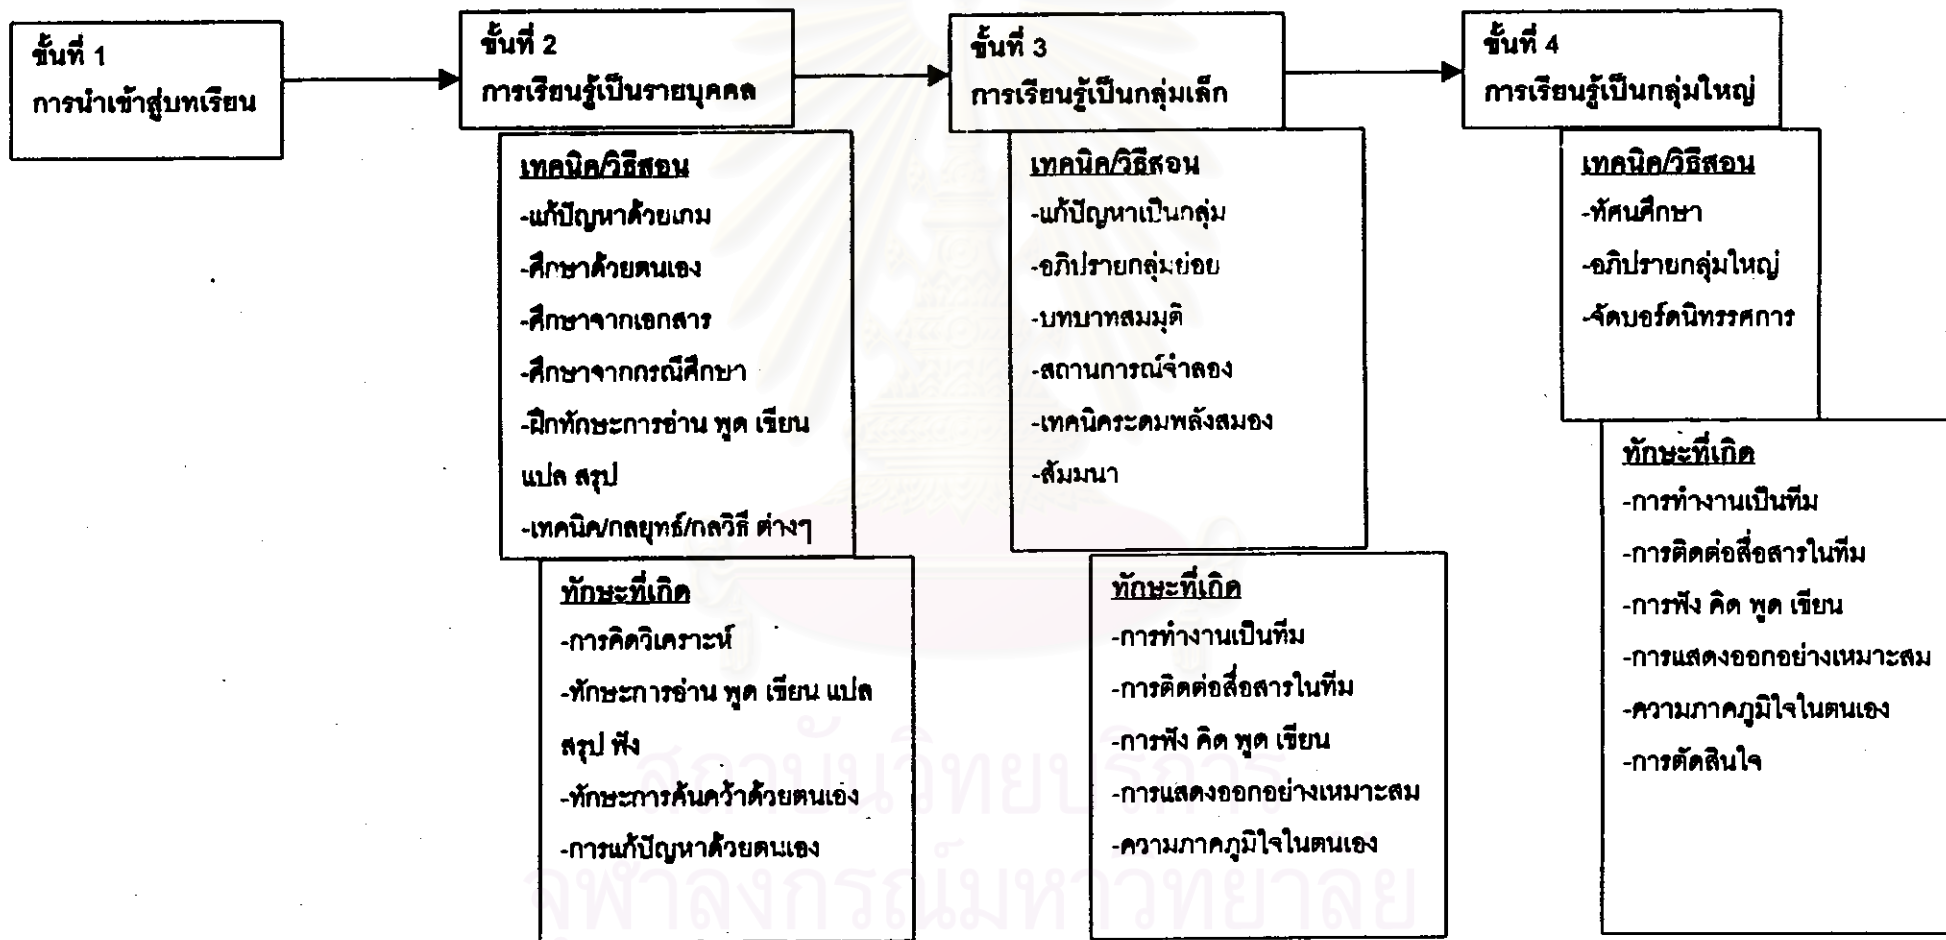 ขั้นที่ 1
การนำเข้าสู่บทเรียน
ขั้นที่ 2
การเรียนรู้เป็นรายบุคคล
เทคนิค/วิธีสอน
-แก้ปัญหาด้วยเกม
-ศึกษาด้วยตนเอง
-ศึกษาจากเอกสาร
-ศึกษาจากกรณีศึกษา
-ฝึกทักษะการอ่าน พูด เขียน
แปล สรุป
-เทคนิค/กลยุทธ์/กลวิธี ต่างๆ
ทักษะที่เกิด
-การคิดวิเคราะห์
-ทักษะการอ่าน พูด เขียน แปล
สรุป ฟัง
-ทักษะการค้นคว้าด้วยตนเอง
-การแก้ปัญหาด้วยตนเอง
ขั้นที่ 3
การเรียนรู้เป็นกลุ่มเล็ก
เทคนิค/วิธีสอน
-แก้ปัญหาเป็นกลุ่ม
-อภิปรายกลุ่มย่อย
-บทบาทสมมุติ
-สถานการณ์จำลอง
-เทคนิคระดมพลังสมอง
-สัมมนา
ทักษะที่เกิด
-การทำงานเป็นทีม
-การติดต่อสื่อสารในทีม
-การฟัง คิด พูด เขียน
-การแสดงออกอย่างเหมาะสม
-ความภาคภูมิใจในตนเอง
ขั้นที่ 4
การเรียนรู้เป็นกลุ่มใหญ่
เทคนิค/วิธีสอน
-ทัศนศึกษา
-อภิปรายกลุ่มใหญ่
-จัดบอร์ดนิทรรศการ
ทักษะที่เกิด
-การทำงานเป็นทีม
-การติดต่อสื่อสารในทีม
-การฟัง คิด พูด เขียน
-การแสดงออกอย่างเหมาะสม
-ความภาคภูมิใจในตนเอง
-การตัดสินใจ
สถาบันวิทยบริการ
จุฬาลงกรณ์มหาวิทยาลัย